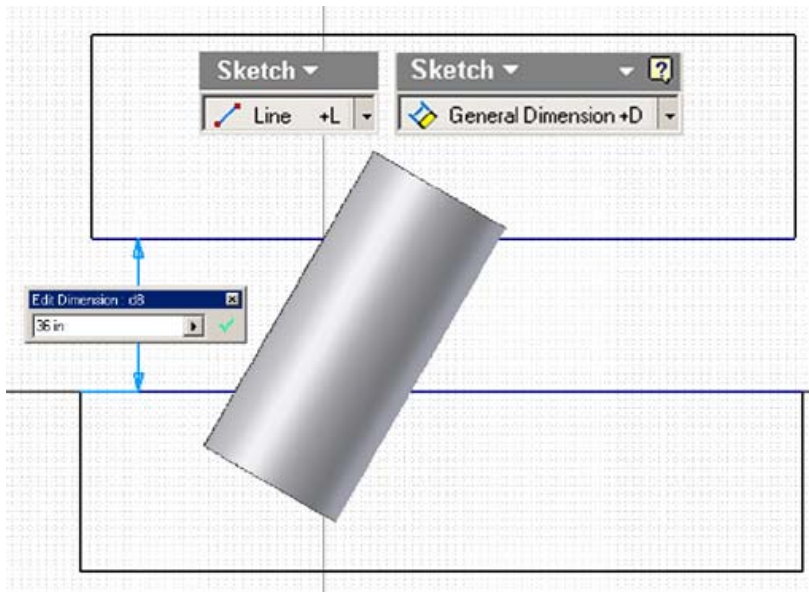 Sketch
Sketch
Line +L
General Dimension +D
Edit Dimension : d8
36 in